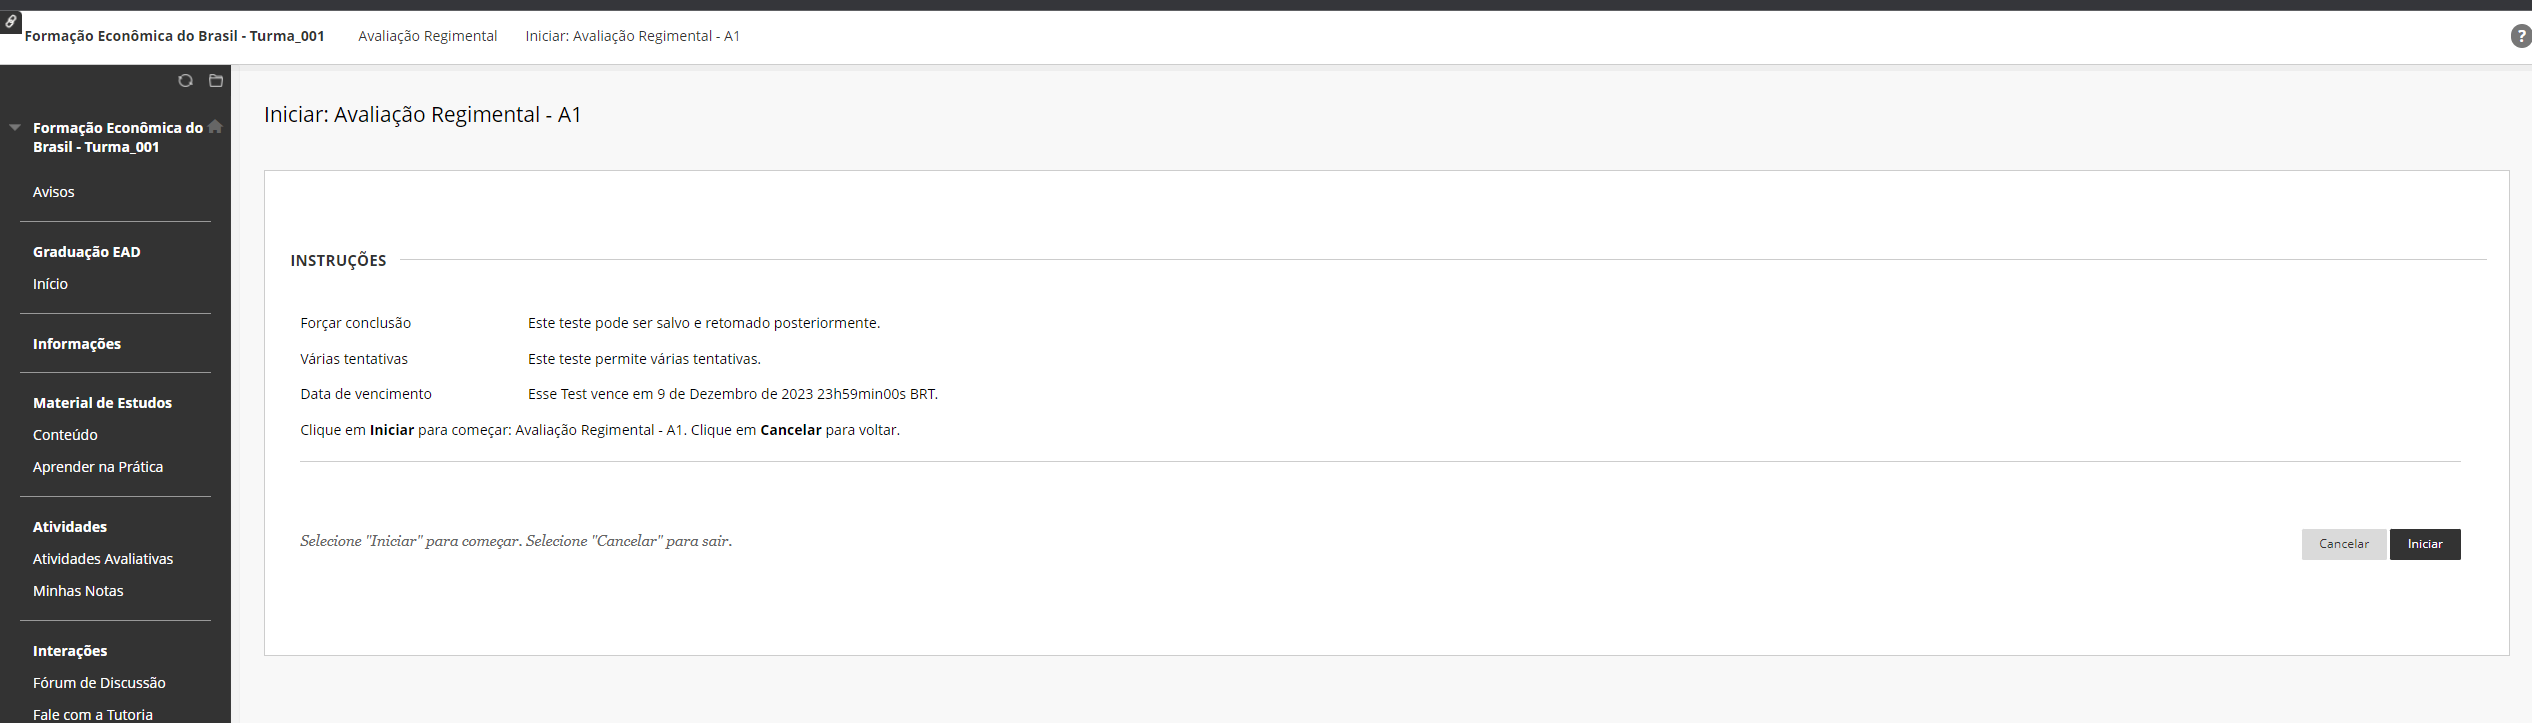 Formação Econômica do Brasil - Turma_001 Avaliação Regimental Iniciar: Avaliação Regimental - A1
?
Formação Econômica do
Brasil - Turma_001
Avisos
Graduação EAD
Início
Informações
Material de Estudos
Conteúdo
Aprender na Prática
Atividades
Atividades Avaliativas
Minhas Notas
Interações
Fórum de Discussão
Fale com a Tutoria
Iniciar: Avaliação Regimental - A1
INSTRUÇÕES
Forçar conclusão Este teste pode ser salvo e retomado posteriormente.
Várias tentativas Este teste permite várias tentativas.
Data de vencimento Esse Test vence em 9 de Dezembro de 2023 23h59min00s BRT.
Clique em Iniciar para começar: Avaliação Regimental - A1. Clique em Cancelar para voltar.
Selecione "Iniciar" para começar. Selecione "Cancelar" para sair.
Cancelar Iniciar